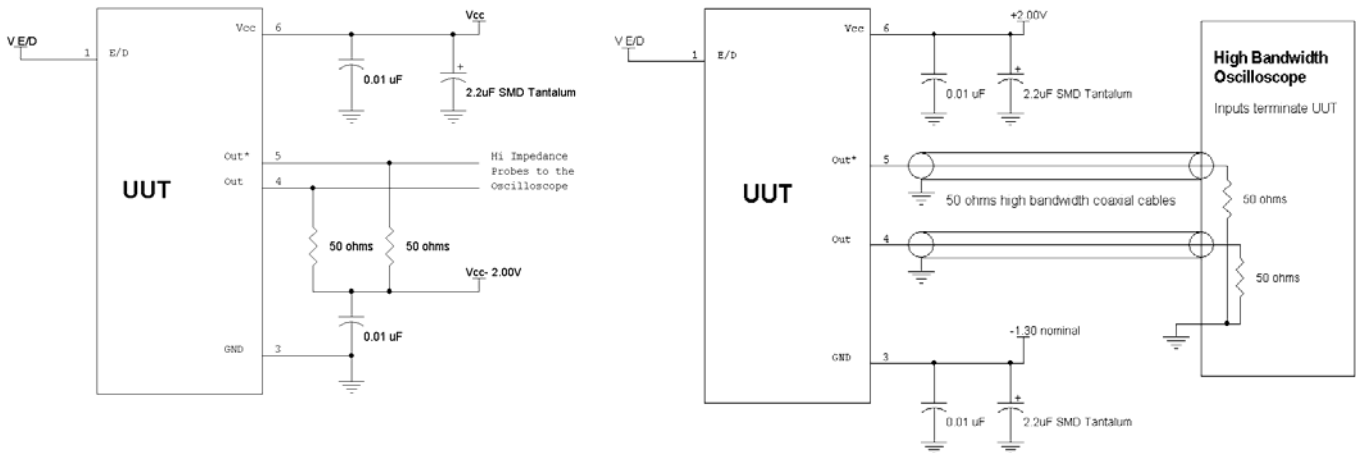 Vcc
V E/D
1
E/D
Vcc
6
0.01 uF
+
2.2uF SMD Tantalum
Out*
5
Out
4
Hi Impedance
Probes to the
Oscilloscope
UUT
50 ohms
50 ohms
Vcc- 2.00V
0.01 uF
GND
3
+2.00V
V E/D
1
E/D
Vcc
6
0.01 uF
+
2.2uF SMD Tantalum
High Bandwidth
Oscilloscope
Inputs terminate UUT
Out*
5
UUT
50 ohms high bandwidth coaxial cables
50 ohms
Out
4
50 ohms
-1.30 nominal
GND
3
0.01 uF
+
2.2uF SMD Tantalum